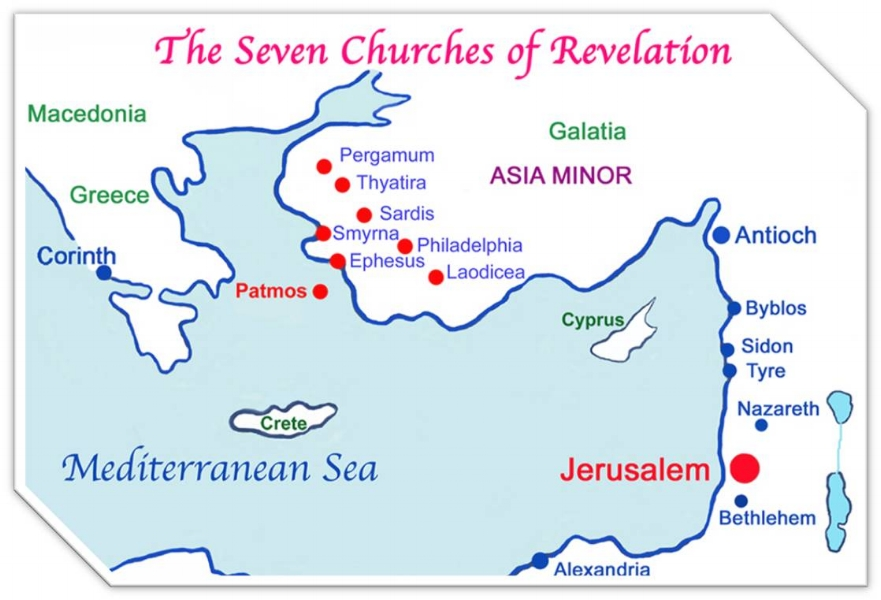 The Seven Churches of Revelation
Macedonia
Galatia
Pergamum
ASIA MINOR
Thyatira
Greece
Sardis
Smyrna
Antioch
Philadelphia
Corinth
Ephesus
Laodicea
Patmos
Byblos
Cyprus
Sidon
Tyre
Nazareth
Crete
Mediterranean Sea
Jerusalem
Bethlehem
Alexandria